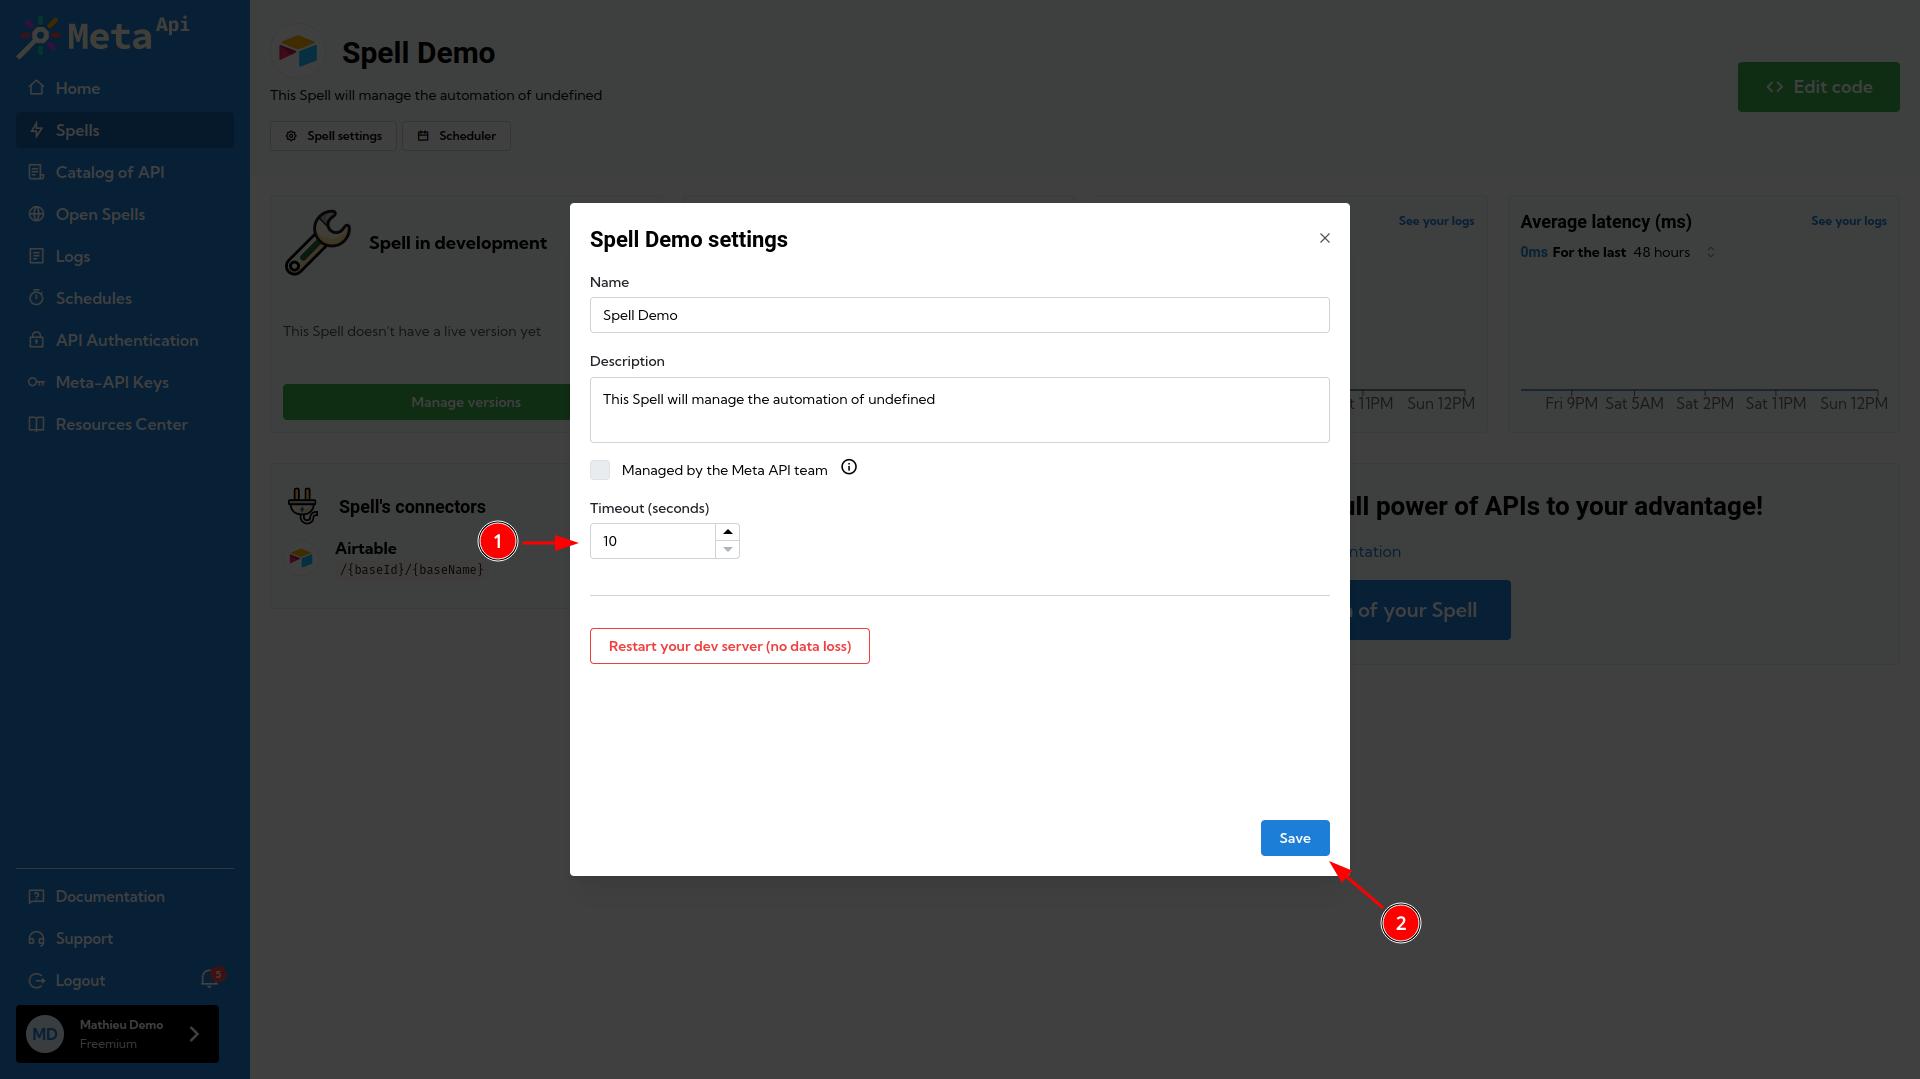 Meta Api
Home
Spells
Catalog of API
Open Spells
Logs
Schedules
API Authentication
Meta-API Keys
Resources Center
Documentation
Support
Logout
5
MD
Mathieu Demo
Freemium
Spell Demo
This Spell will manage the automation of undefined
Spell settings
Scheduler
<> Edit code
Spell in development
This Spell doesn't have a live version yet
Manage versions
Spell's connectors
Airtable
/{baseId}/{baseName}
Spell Demo settings
Name
Spell Demo
Description
This Spell will manage the automation of undefined
Managed by the Meta API team
Timeout (seconds)
10
1
Restart your dev server (no data loss)
Save
2
See your logs
11PM Sun 12PM
Average latency (ms)
See your logs
0ms For the last 48 hours
Fri 9PM Sat 5AM Sat 2PM Sat 11PM Sun 12PM
power of APIs to your advantage!
of your Spell